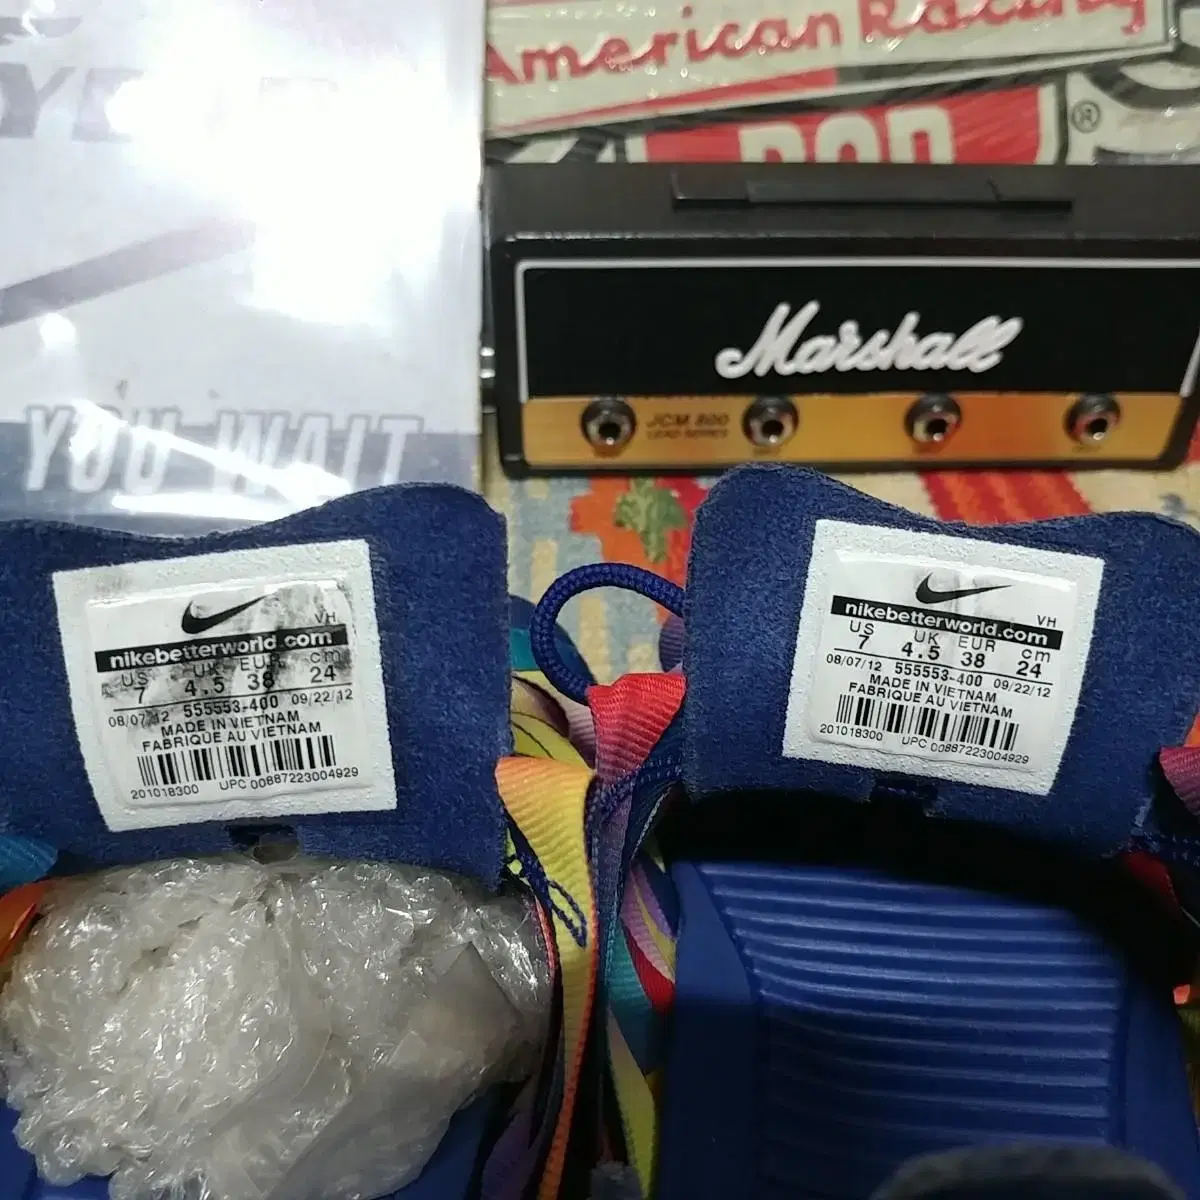 American Racing
®
Marshall
JCM 800
LEAD SERIES
YOU WAIT
VH
nikebetterworld.com
US UK EUR cm
7 4.5 38 24
08/07/12 555553-400 09/22/12
MADE IN VIETNAM
FABRIQUE AU VIETNAM
201018300 UPC 00887223004929
VH
nikebetterworld.com
US UK EUR cm
7 4.5 38 24
08/07/12 555553-400 09/22/12
MADE IN VIETNAM
FABRIQUE AU VIETNAM
201018300 UPC 00887223004929